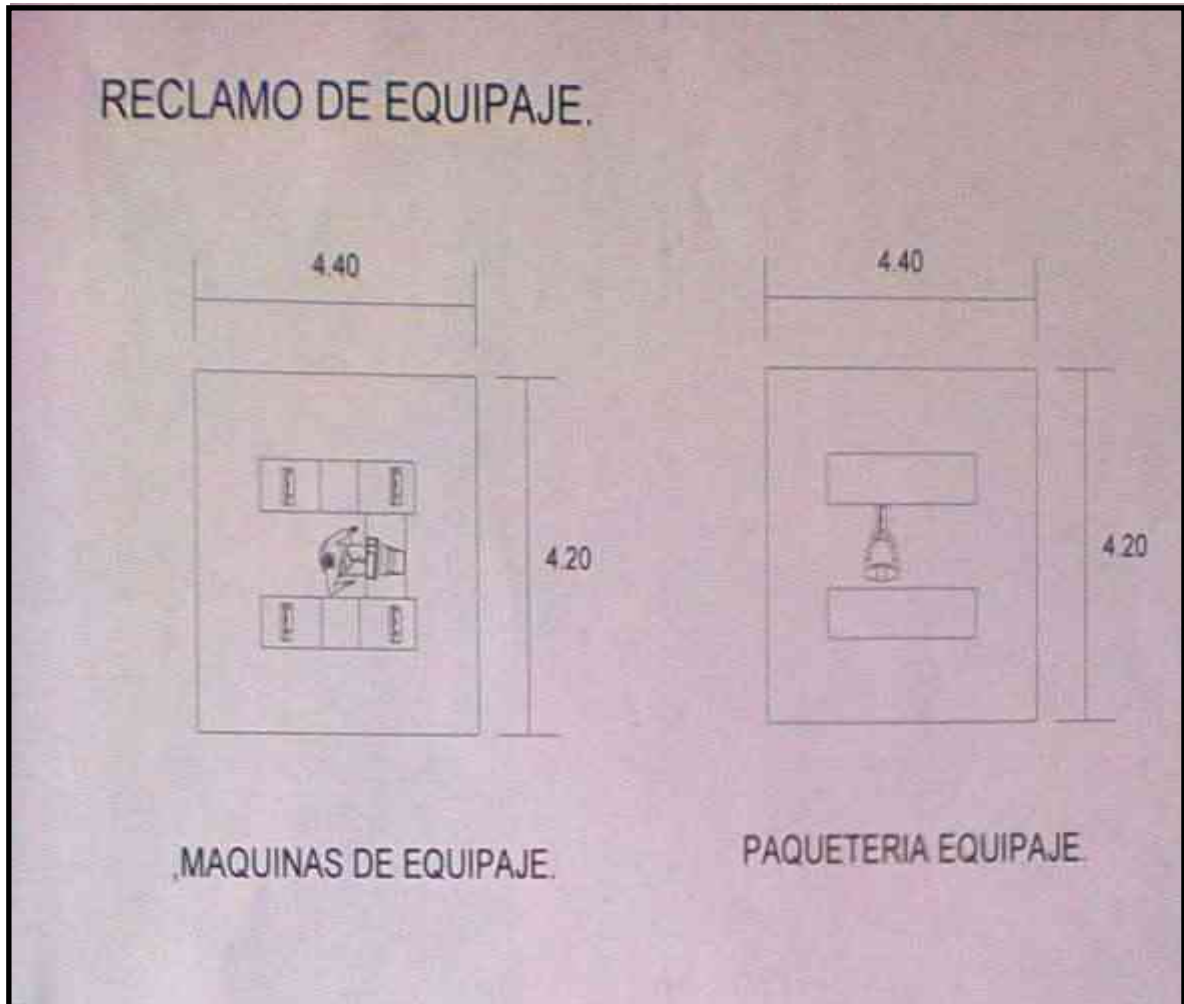 RECLAMO DE EQUIPAJE.
4.40
4.40
4.20
4.20
,MAQUINAS DE EQUIPAJE.
PAQUETERIA EQUIPAJE.